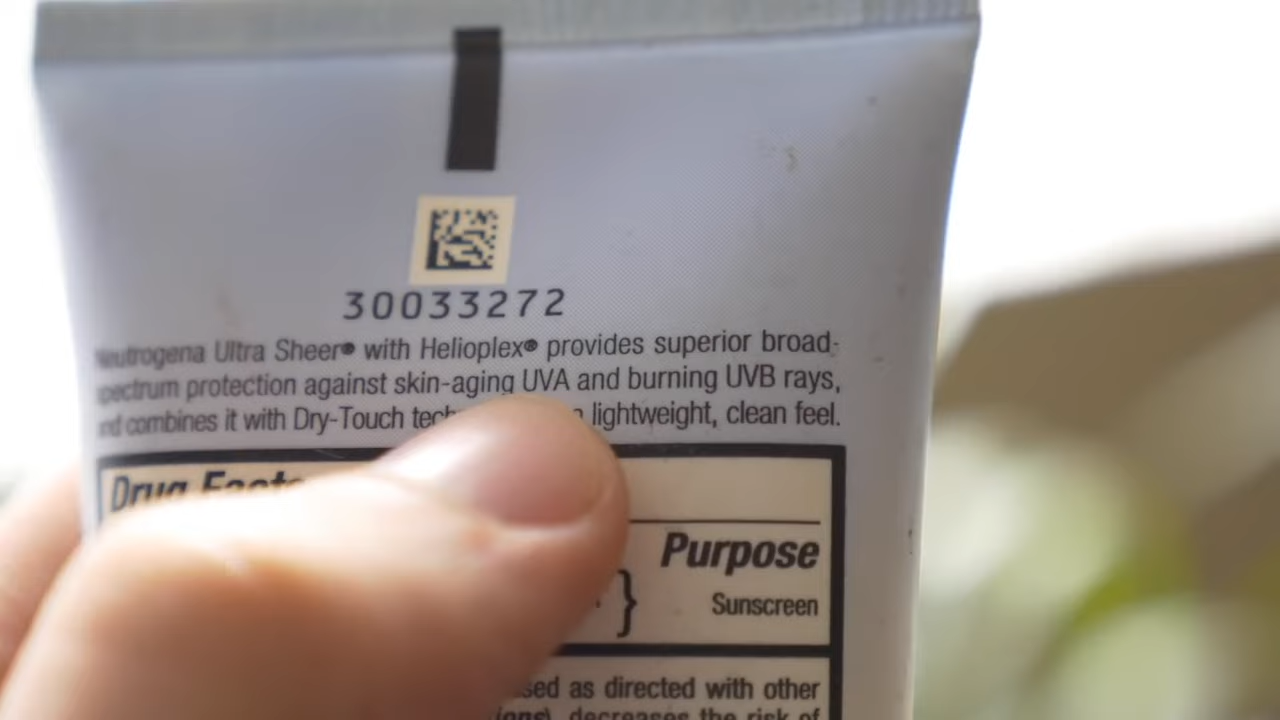 30033272
Neutrogena Ultra Sheer® with Helioplex® provides superior broad-
spectrum protection against skin-aging UVA and burning UVB rays,
and combines it with Dry-Touch lightweight, clean feel.
Drug Facts
Purpose
} Sunscreen
as directed with other
decreases the risk of